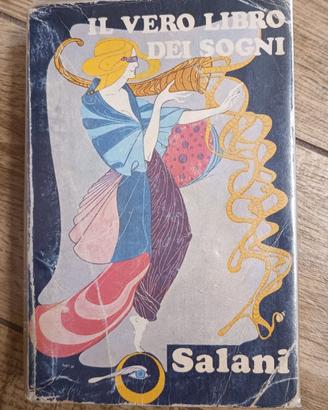 IL VERO LIBRO
DEI SOGNI
Salani